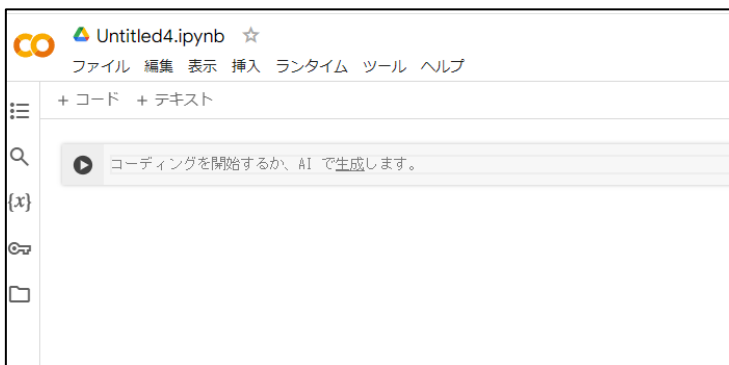 Untitled4.ipynb
ファイル 編集 表示 挿入 ランタイム ツール ヘルプ
+ コード + テキスト
コーディングを開始するか、AI で生成します。
{x}